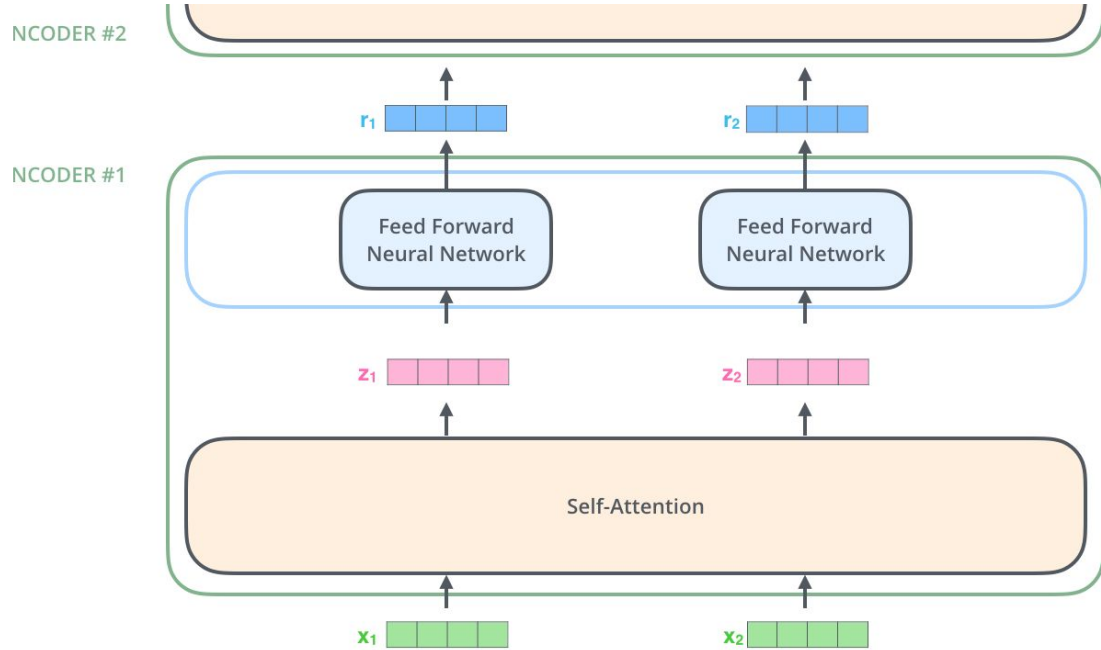 NCODER #2
r₁
r₂
NCODER #1
Feed Forward
Neural Network
Feed Forward
Neural Network
z₁
z₂
Self-Attention
x₁
x₂